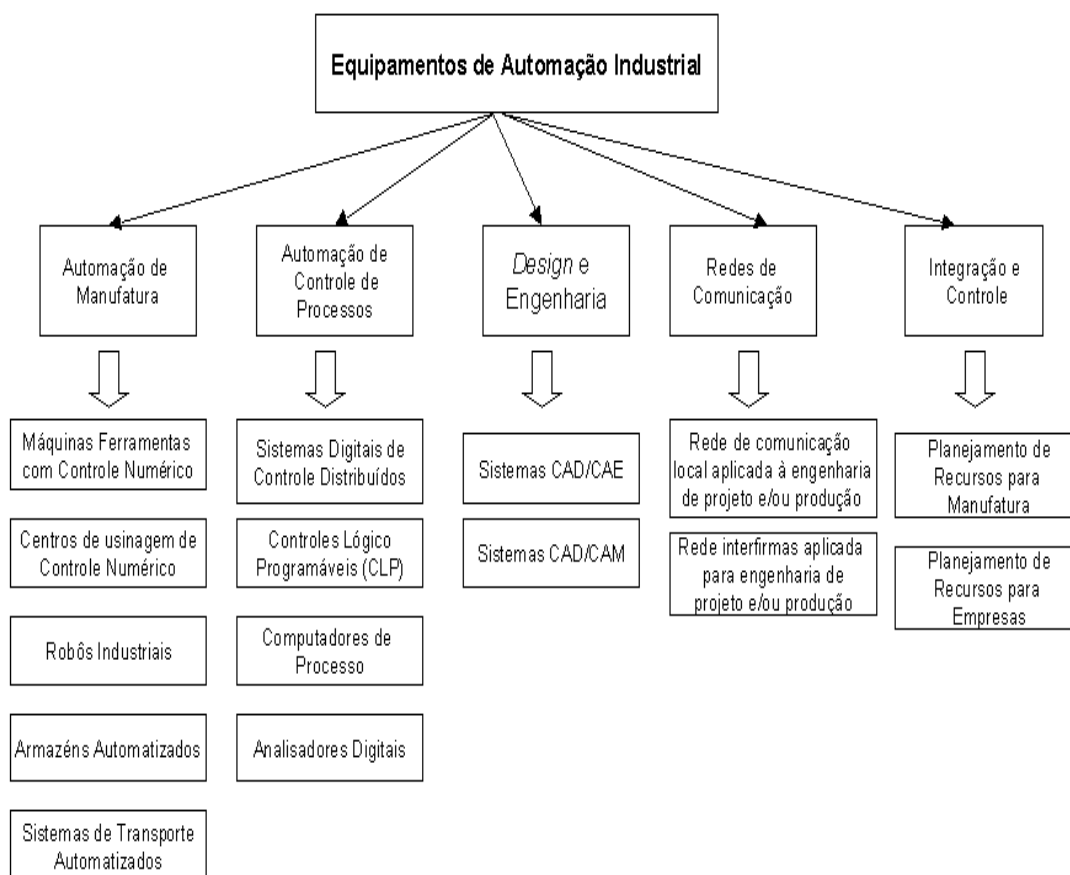 Equipamentos de Automação Industrial
Automação de
Manufatura
Automação de
Controle de
Processos
Design e
Engenharia
Redes de
Comunicação
Integração e
Controle
Máquinas Ferramentas
com Controle Numérico
Centros de usinagem de
Controle Numérico
Robôs Industriais
Armazéns Automatizados
Sistemas de Transporte
Automatizados
Sistemas Digitais de
Controle Distribuídos
Controles Lógico
Programáveis (CLP)
Computadores de
Processo
Analisadores Digitais
Sistemas CAD/CAE
Sistemas CAD/CAM
Rede de comunicação
local aplicada à engenharia
de projeto e/ou produção
Rede interfirmas aplicada
para engenharia de
projeto e/ou produção
Planejamento de
Recursos para
Manufatura
Planejamento de
Recursos para
Empresas